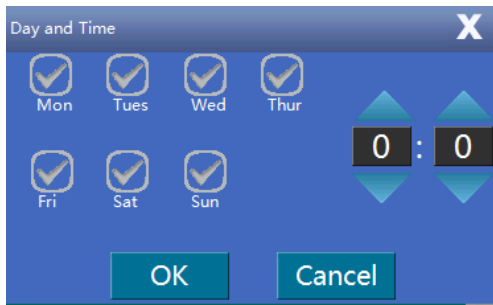 Day and Time X
Mon Tues Wed Thur
0 : 0
Fri Sat Sun
OK Cancel